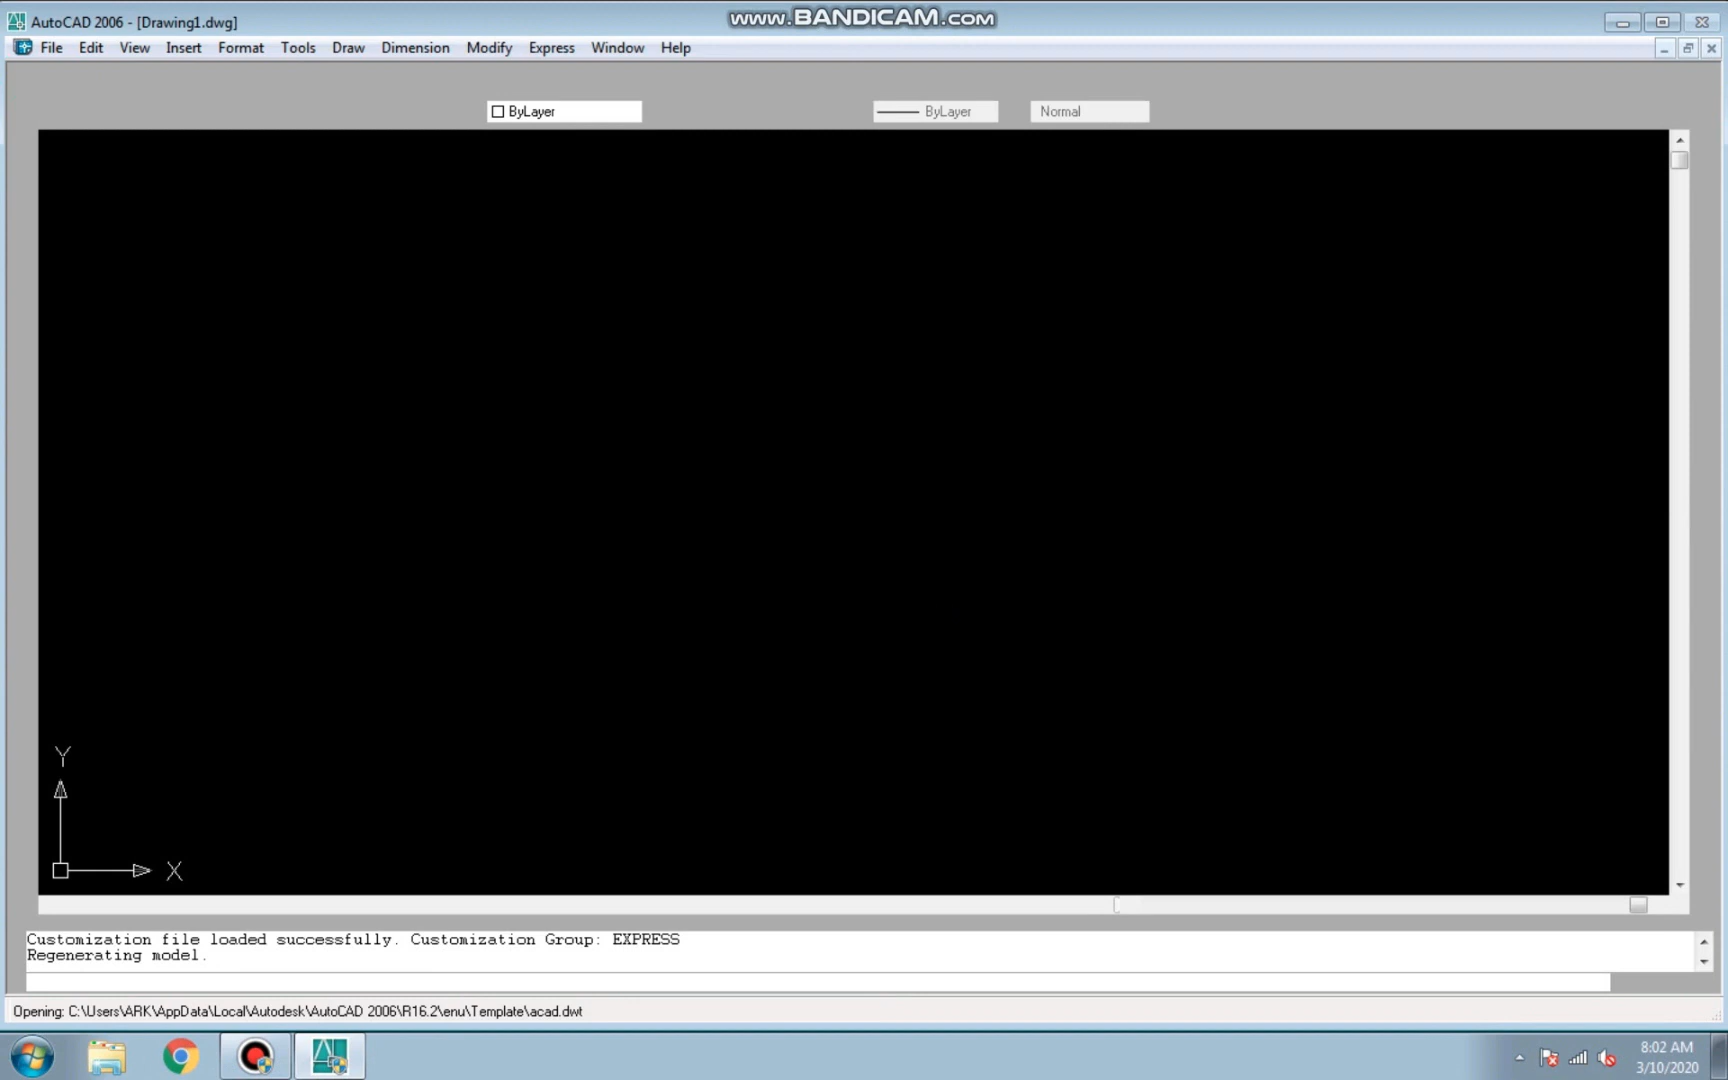 AutoCAD 2006 - [Drawing1.dwg]
www.BANDICAM.com
File Edit View Insert Format Tools Draw Dimension Modify Express Window Help
ByLayer
ByLayer
Normal
Y
X
Customization file loaded successfully. Customization Group: EXPRESS
Regenerating model.
Opening: C:\Users\ARK\AppData\Local\Autodesk\AutoCAD 2006\R16.2\enu\Template\acad.dwt
8:02 AM
3/10/2020